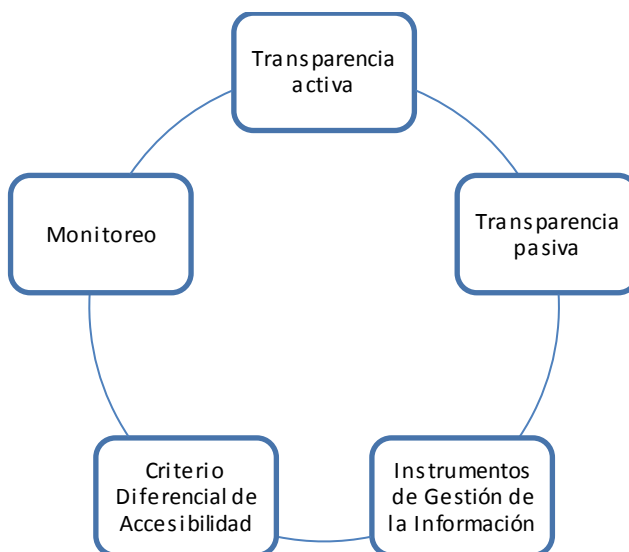 Transparencia
activa
Transparencia
pasiva
Instrumentos
de Gestión de
la Información
Criterio
Diferencial de
Accesibilidad
Monitoreo